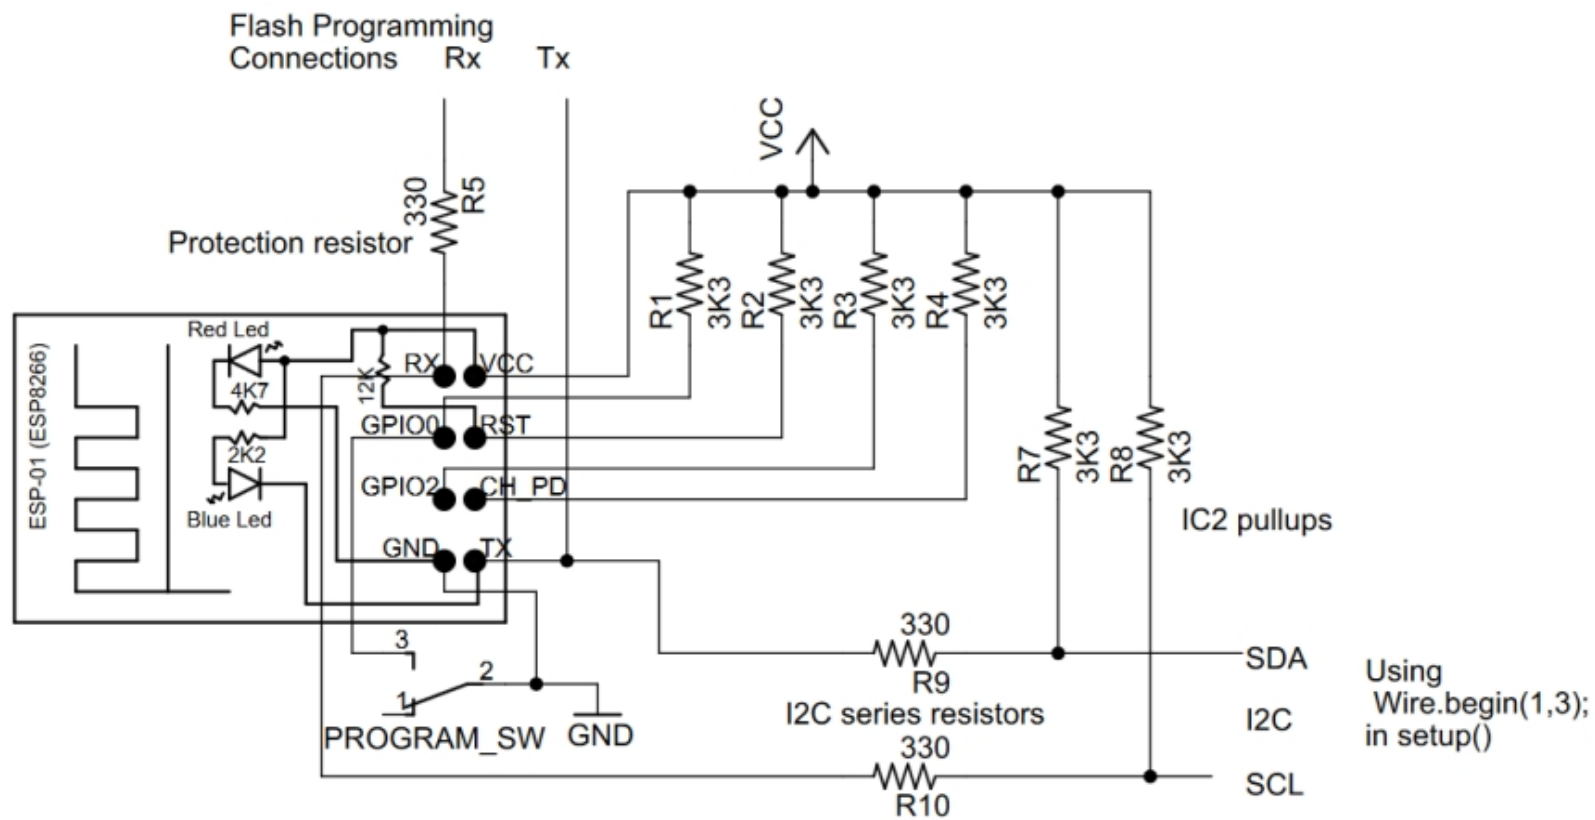 Flash Programming
Connections Rx Tx
VCC
330
R5
Protection resistor
R1
3K3
R2
3K3
R3
3K3
R4
3K3
ESP-01 (ESP8266)
Red Led
4K7
2K2
Blue Led
12K
RX VCC
GPIO0 RST
GPIO2 CH_PD
GND TX
R7
3K3
R8
3K3
IC2 pullups
3
2
1
PROGRAM_SW
GND
330
R9
I2C series resistors
330
R10
SDA
I2C
SCL
Using
Wire.begin(1,3);
in setup()